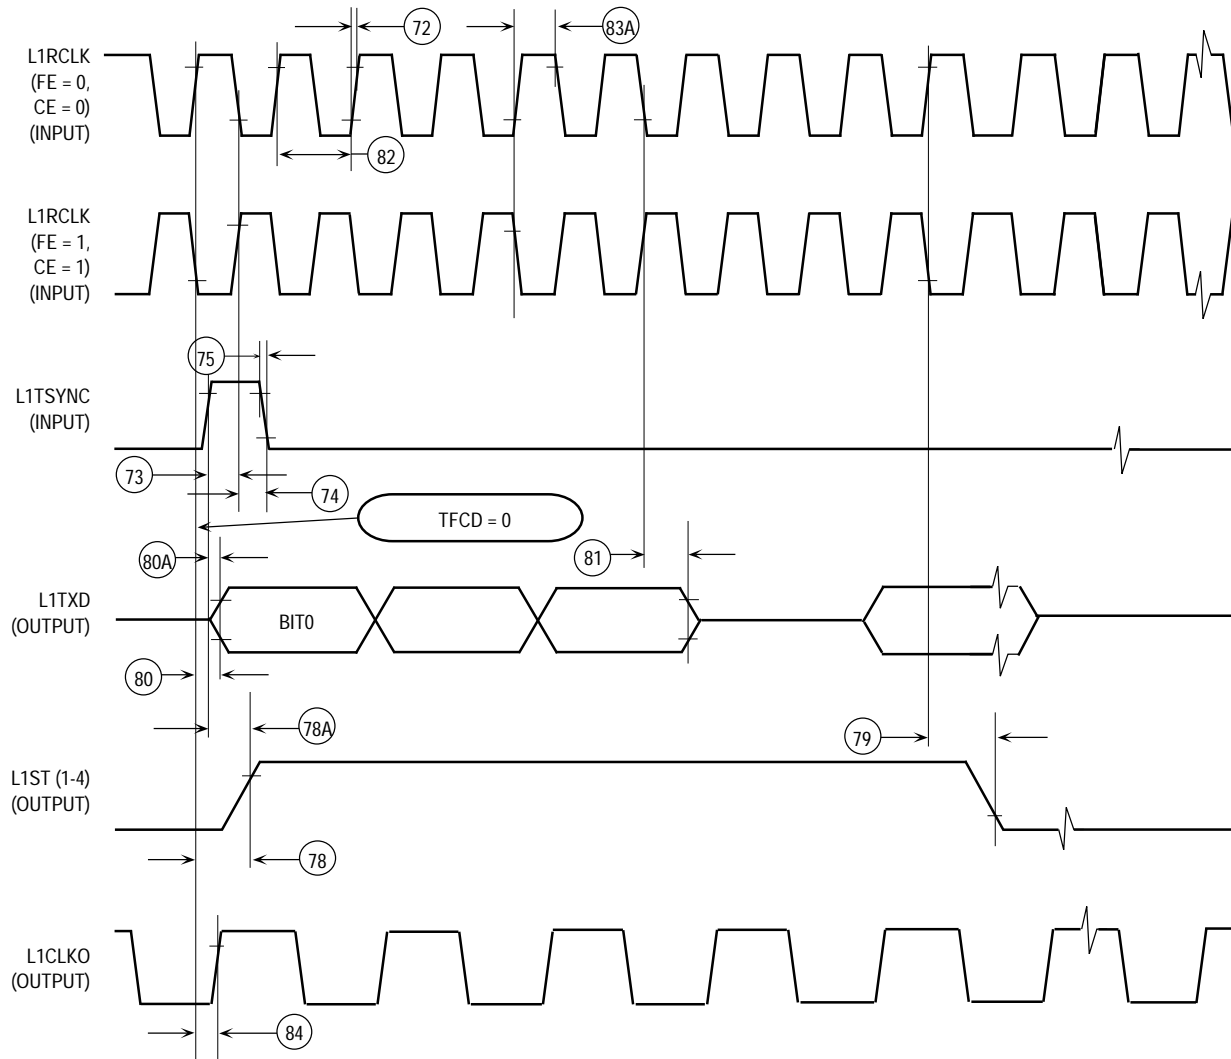 72
83A
L1RCLK
(FE = 0,
CE = 0)
(INPUT)
82
L1RCLK
(FE = 1,
CE = 1)
(INPUT)
75
L1TSYNC
(INPUT)
73
74
TFCD = 0
80A
81
L1TXD
(OUTPUT)
BIT0
80
78A
79
L1ST (1-4)
(OUTPUT)
78
L1CLKO
(OUTPUT)
84